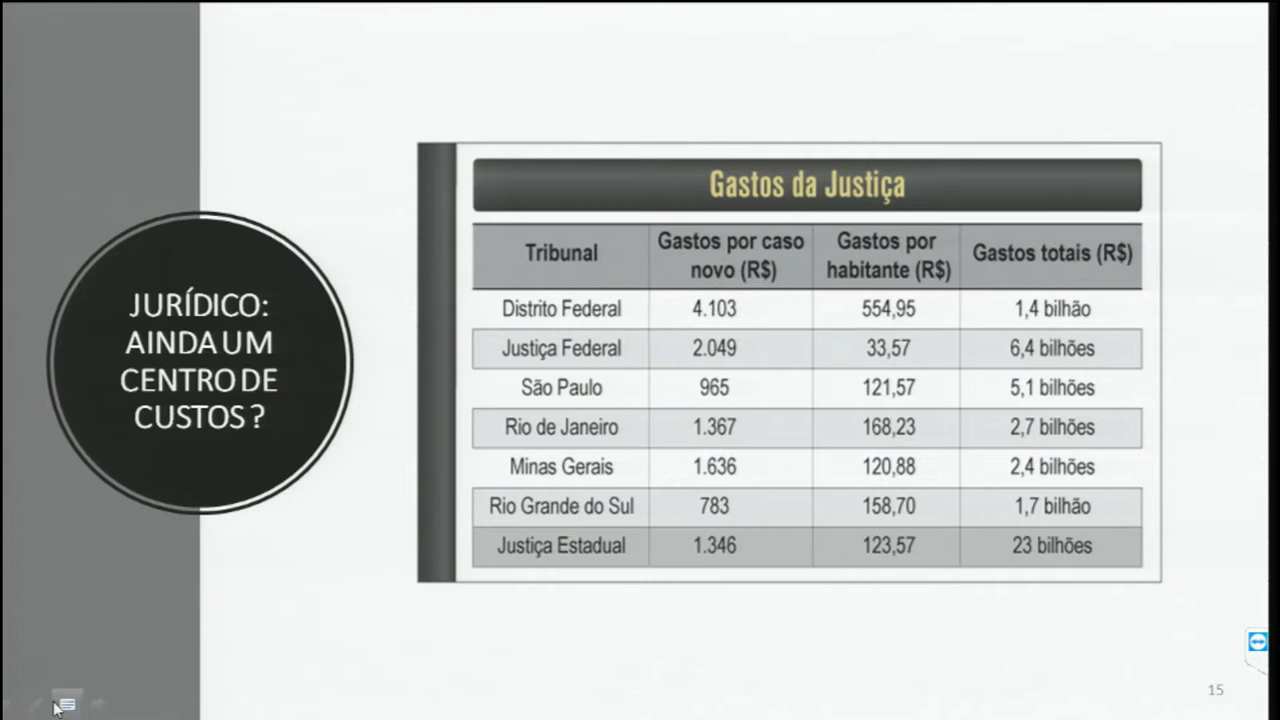 JURÍDICO:
AINDA UM
CENTRO DE
CUSTOS ?
Gastos da Justiça
Tribunal Gastos por caso novo (R$) Gastos por habitante (R$) Gastos totais (R$)
Distrito Federal 4.103 554,95 1,4 bilhão
Justiça Federal 2.049 33,57 6,4 bilhões
São Paulo 965 121,57 5,1 bilhões
Rio de Janeiro 1.367 168,23 2,7 bilhões
Minas Gerais 1.636 120,88 2,4 bilhões
Rio Grande do Sul 783 158,70 1,7 bilhão
Justiça Estadual 1.346 123,57 23 bilhões
15